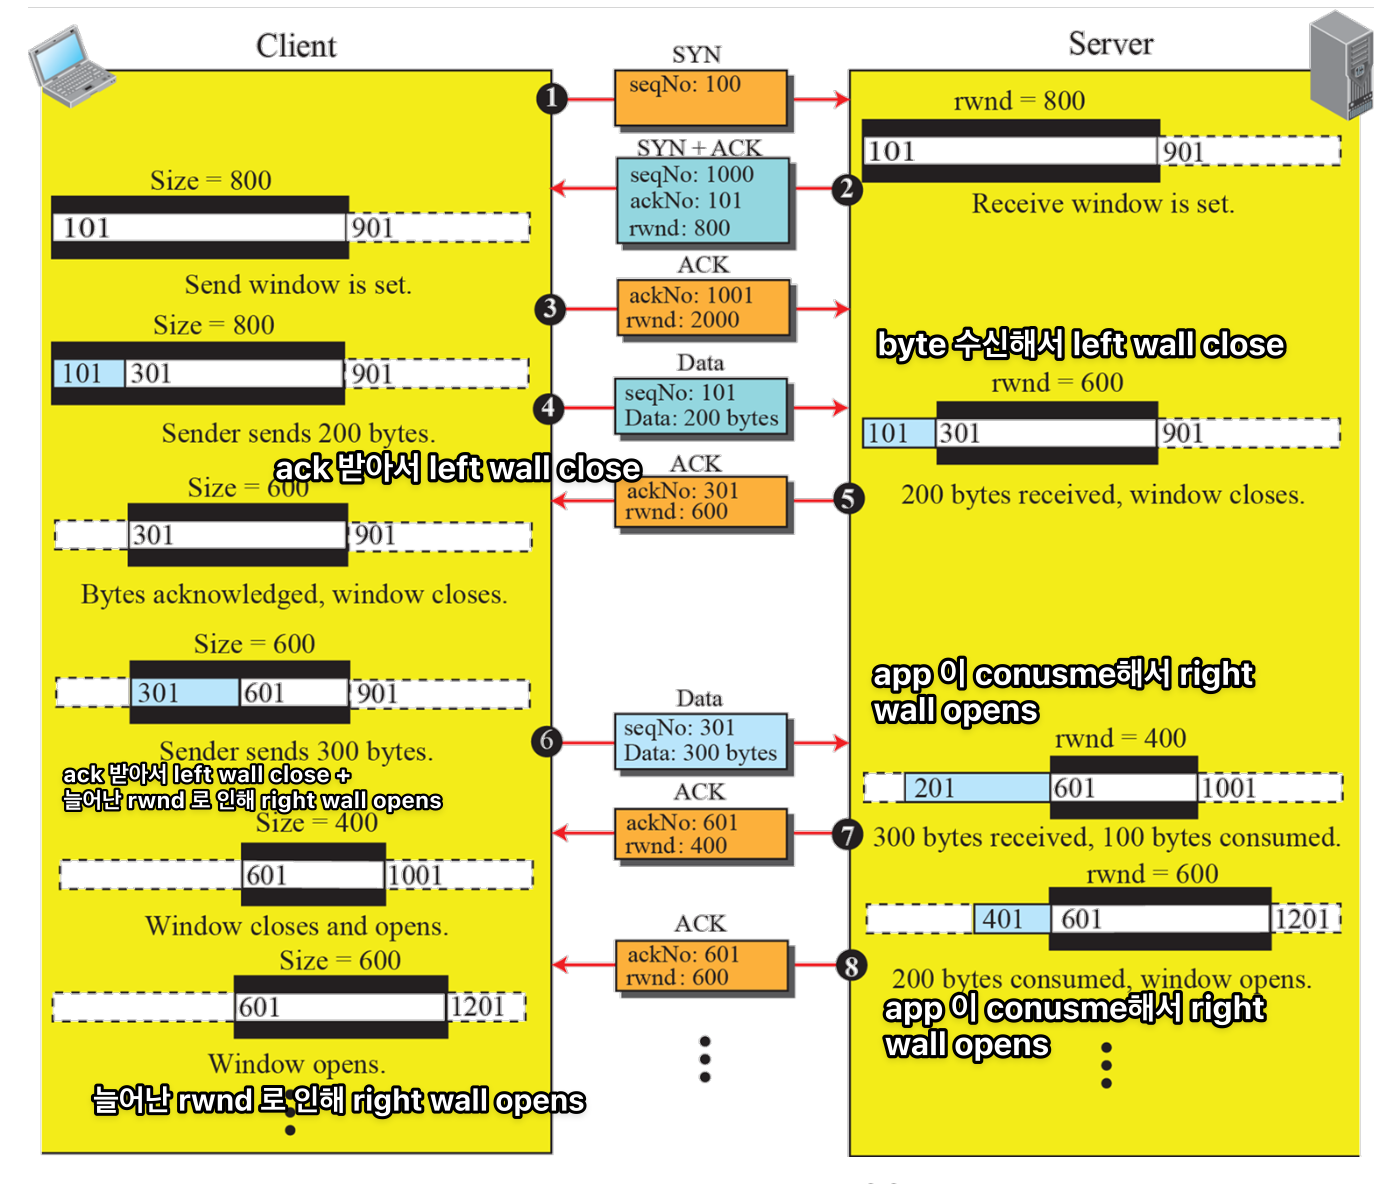 Client
Server
SYN
seqNo: 100
1
rwnd = 800
101
901
Receive window is set.
SYN + ACK
seqNo: 1000
ackNo: 101
rwnd: 800
2
Size = 800
101
901
Send window is set.
ACK
ackNo: 1001
rwnd: 2000
3
Size = 800
101
301
901
Sender sends 200 bytes.
Data
seqNo: 101
Data: 200 bytes
4
byte 수신해서 left wall close
rwnd = 600
101
301
901
200 bytes received, window closes.
ACK
ackNo: 301
rwnd: 600
5
ack 받아서 left wall close
Size = 600
301
901
Bytes acknowledged, window closes.
Size = 600
301
601
901
Sender sends 300 bytes.
Data
seqNo: 301
Data: 300 bytes
6
app 이 conusme해서 right
wall opens
rwnd = 400
201
601
1001
300 bytes received, 100 bytes consumed.
ACK
ackNo: 601
rwnd: 400
7
ack 받아서 left wall close +
늘어난 rwnd 로 인해 right wall opens
Size = 400
601
1001
Window closes and opens.
rwnd = 600
401
601
1201
200 bytes consumed, window opens.
app 이 conusme해서 right
wall opens
ACK
ackNo: 601
rwnd: 600
8
Size = 600
601
1201
Window opens.
늘어난 rwnd 로 인해 right wall opens